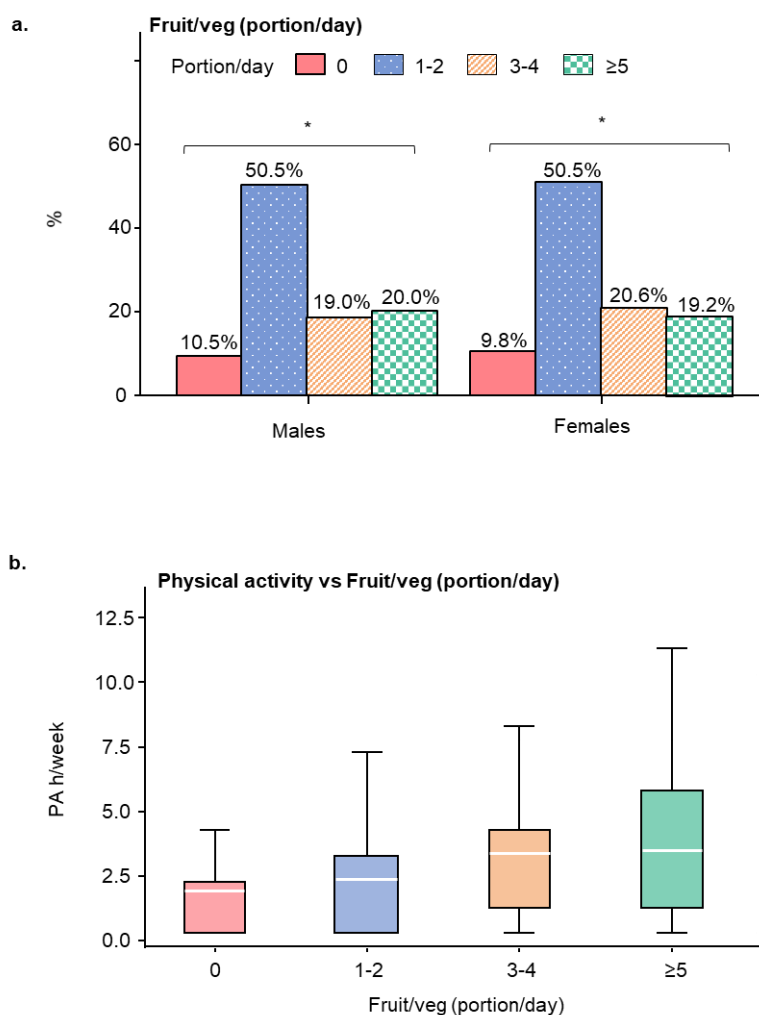 a.
Fruit/veg (portion/day)
Portion/day 0 1-2 3-4 ≥5
* *
60
50.5% 50.5%
%
40
20
19.0% 20.0% 20.6% 19.2%
10.5% 9.8%
0
Males Females
b.
Physical activity vs Fruit/veg (portion/day)
12.5
10.0
7.5
PA h/week
5.0
2.5
0.0
0 1-2 3-4 ≥5
Fruit/veg (portion/day)